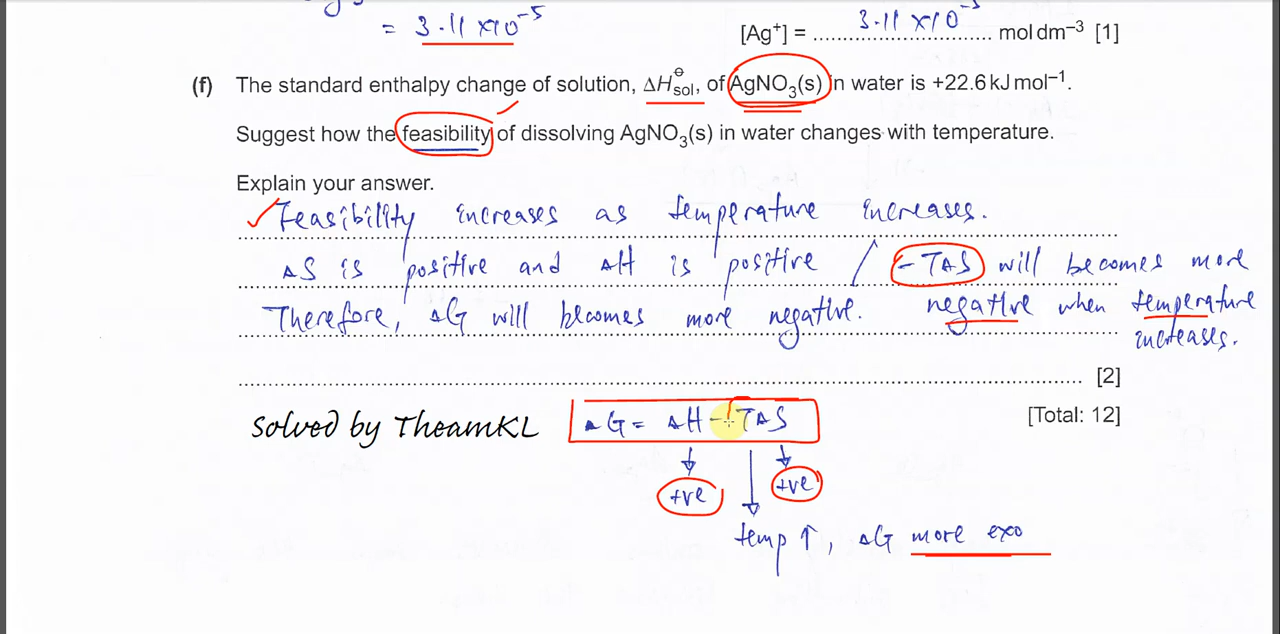 = 3.11 × 10⁻⁵
[Ag⁺] = .......... 3.11 × 10⁻⁵ .......... mol dm⁻³ [1]
(f) The standard enthalpy change of solution, ΔH⦵sol, of AgNO₃(s) in water is +22.6 kJ mol⁻¹.
Suggest how the feasibility of dissolving AgNO₃(s) in water changes with temperature.
Explain your answer.
Feasibility increases as temperature increases.
ΔS is positive and ΔH is positive / -TΔS will becomes more
Therefore, ΔG will becomes more negative. negative when temperature
increases.
[2]
[Total: 12]
Solved by TheamKL
ΔG = ΔH - TΔS
+ve +ve
temp ↑, ΔG more exo